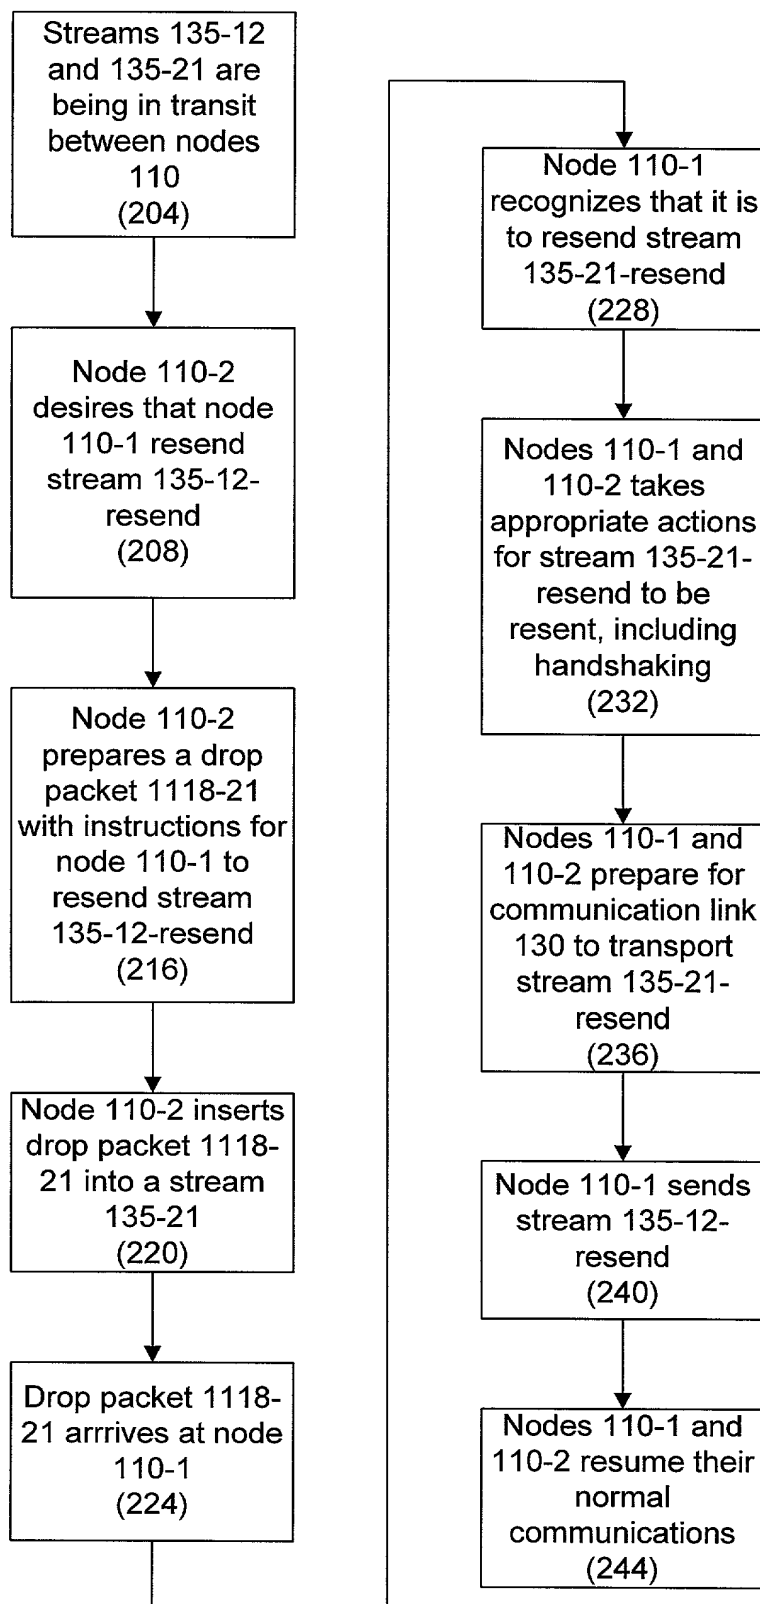 Streams 135-12
and 135-21 are
being in transit
between nodes
110
(204)
Node 110-2
desires that node
110-1 resend
stream 135-12-
resend
(208)
Node 110-2
prepares a drop
packet 1118-21
with instructions for
node 110-1 to
resend stream
135-12-resend
(216)
Node 110-2 inserts
drop packet 1118-
21 into a stream
135-21
(220)
Drop packet 1118-
21 arrrives at node
110-1
(224)
Node 110-1
recognizes that it is
to resend stream
135-21-resend
(228)
Nodes 110-1 and
110-2 takes
appropriate actions
for stream 135-21-
resend to be
resent, including
handshaking
(232)
Nodes 110-1 and
110-2 prepare for
communication link
130 to transport
stream 135-21-
resend
(236)
Node 110-1 sends
stream 135-12-
resend
(240)
Nodes 110-1 and
110-2 resume their
normal
communications
(244)